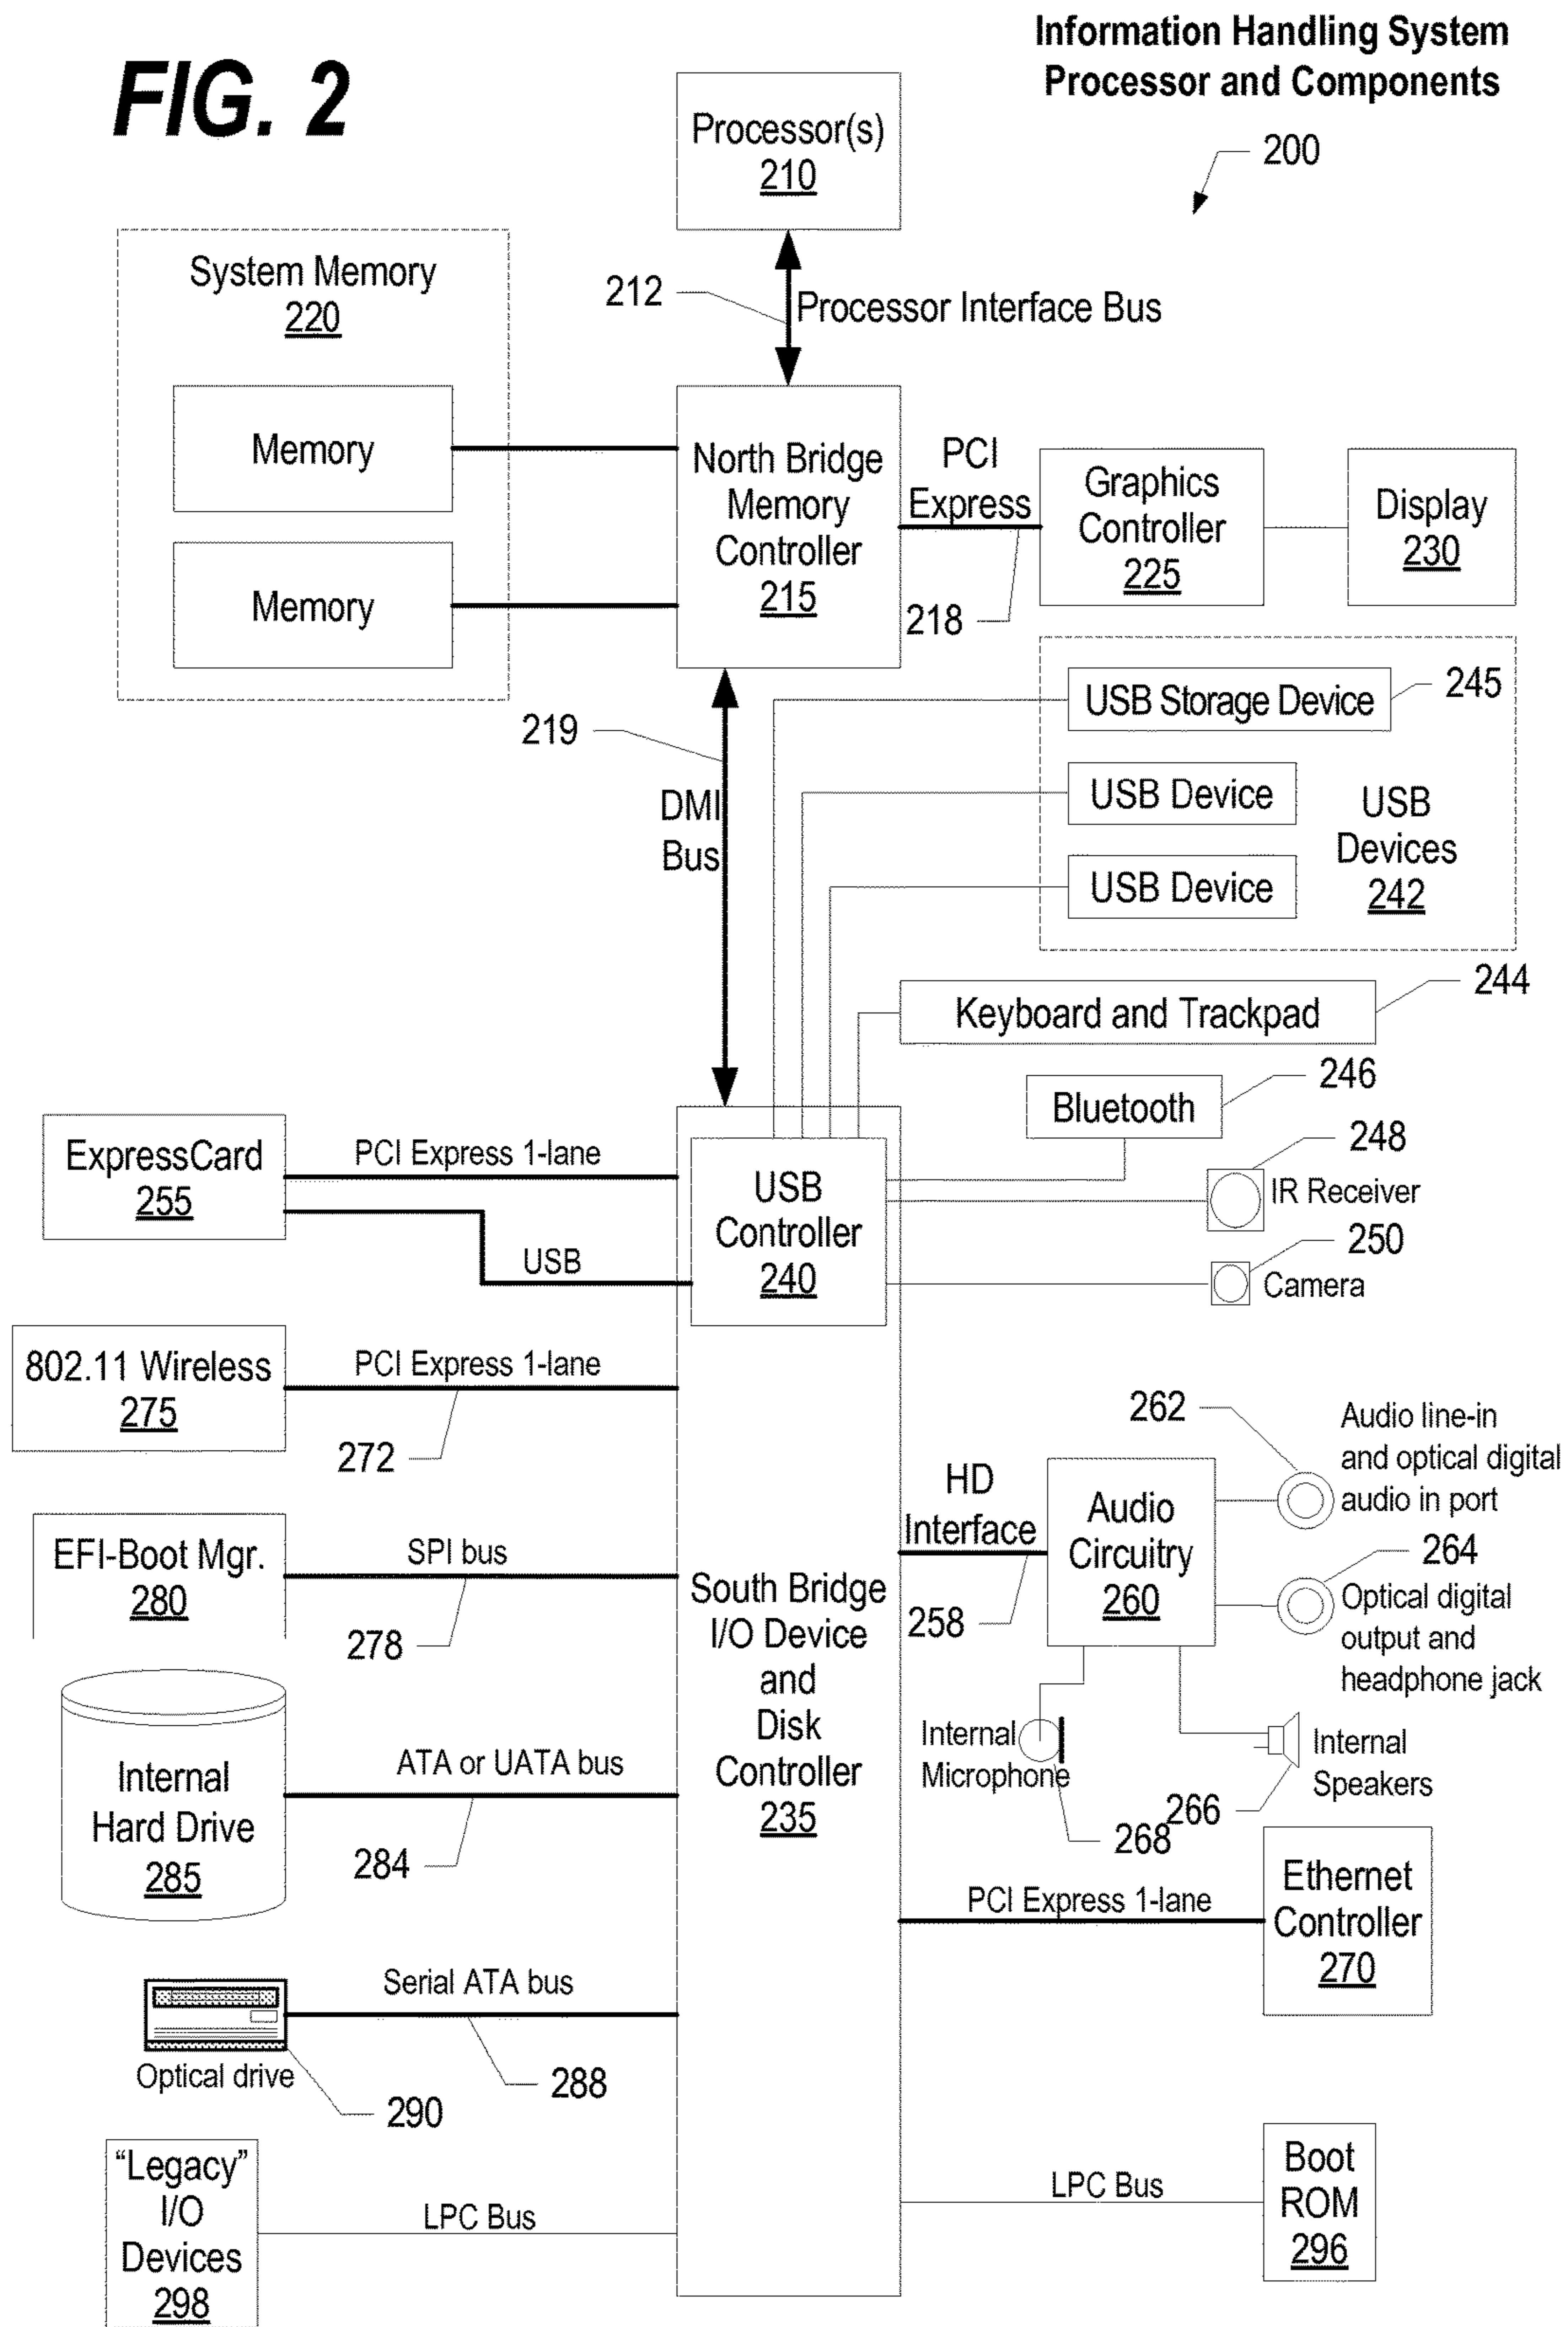 FIG. 2
Information Handling System
Processor and Components
200
Processor(s)
210
212
Processor Interface Bus
System Memory
220
Memory
Memory
North Bridge
Memory
Controller
215
PCI
Express
218
Graphics
Controller
225
Display
230
219
DMI
Bus
USB Storage Device
245
USB Device
USB Device
USB
Devices
242
Keyboard and Trackpad
244
Bluetooth
246
248
IR Receiver
250
Camera
ExpressCard
255
PCI Express 1-lane
USB
USB
Controller
240
802.11 Wireless
275
PCI Express 1-lane
272
EFI-Boot Mgr.
280
SPI bus
278
South Bridge
I/O Device
and
Disk
Controller
235
HD
Interface
258
Audio
Circuitry
260
262
Audio line-in
and optical digital
audio in port
264
Optical digital
output and
headphone jack
Internal
Microphone
268
266
Internal
Speakers
Internal
Hard Drive
285
ATA or UATA bus
284
PCI Express 1-lane
Ethernet
Controller
270
Serial ATA bus
288
Optical drive
290
"Legacy"
I/O
Devices
298
LPC Bus
LPC Bus
Boot
ROM
296